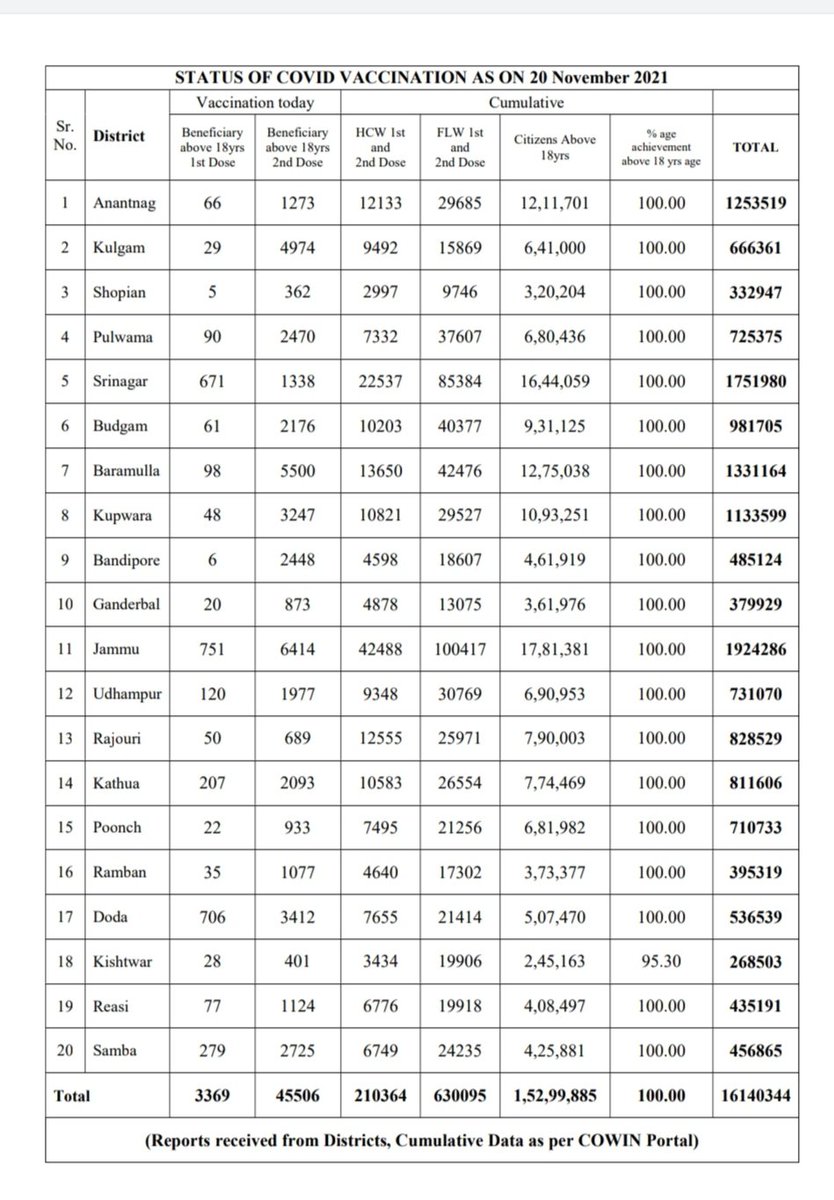 STATUS OF COVID VACCINATION AS ON 20 November 2021
Vaccination today Cumulative
Sr. No. District Beneficiary above 18yrs 1st Dose Beneficiary above 18yrs 2nd Dose HCW 1st and 2nd Dose FLW 1st and 2nd Dose Citizens Above 18yrs % age achievement above 18 yrs age TOTAL
1 Anantnag 66 1273 12133 29685 12,11,701 100.00 1253519
2 Kulgam 29 4974 9492 15869 6,41,000 100.00 666361
3 Shopian 5 362 2997 9746 3,20,204 100.00 332947
4 Pulwama 90 2470 7332 37607 6,80,436 100.00 725375
5 Srinagar 671 1338 22537 85384 16,44,059 100.00 1751980
6 Budgam 61 2176 10203 40377 9,31,125 100.00 981705
7 Baramulla 98 5500 13650 42476 12,75,038 100.00 1331164
8 Kupwara 48 3247 10821 29527 10,93,251 100.00 1133599
9 Bandipore 6 2448 4598 18607 4,61,919 100.00 485124
10 Ganderbal 20 873 4878 13075 3,61,976 100.00 379929
11 Jammu 751 6414 42488 100417 17,81,381 100.00 1924286
12 Udhampur 120 1977 9348 30769 6,90,953 100.00 731070
13 Rajouri 50 689 12555 25971 7,90,003 100.00 828529
14 Kathua 207 2093 10583 26554 7,74,469 100.00 811606
15 Poonch 22 933 7495 21256 6,81,982 100.00 710733
16 Ramban 35 1077 4640 17302 3,73,377 100.00 395319
17 Doda 706 3412 7655 21414 5,07,470 100.00 536539
18 Kishtwar 28 401 3434 19906 2,45,163 95.30 268503
19 Reasi 77 1124 6776 19918 4,08,497 100.00 435191
20 Samba 279 2725 6749 24235 4,25,881 100.00 456865
Total 3369 45506 210364 630095 1,52,99,885 100.00 16140344
(Reports received from Districts, Cumulative Data as per COWIN Portal)